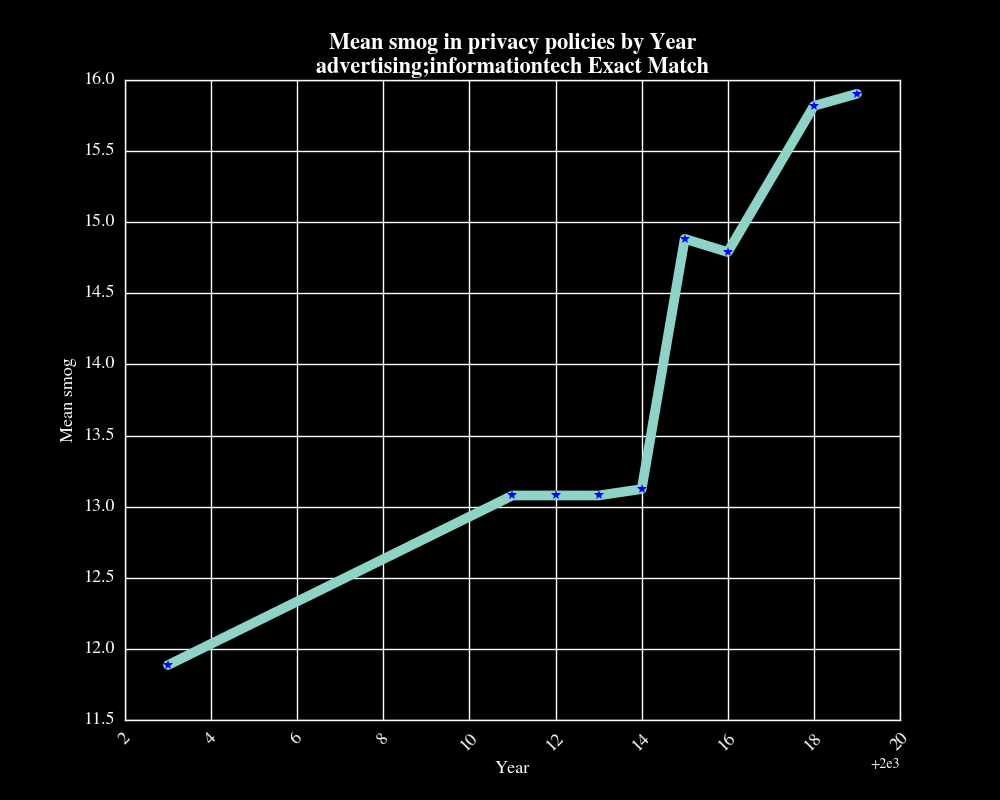 Mean smog in privacy policies by Year
advertising;informationtech Exact Match
16.0
15.5
15.0
14.5
14.0
13.5
13.0
12.5
12.0
11.5
Mean smog
2 4 6 8 10 12 14 16 18 20
+2e3
Year